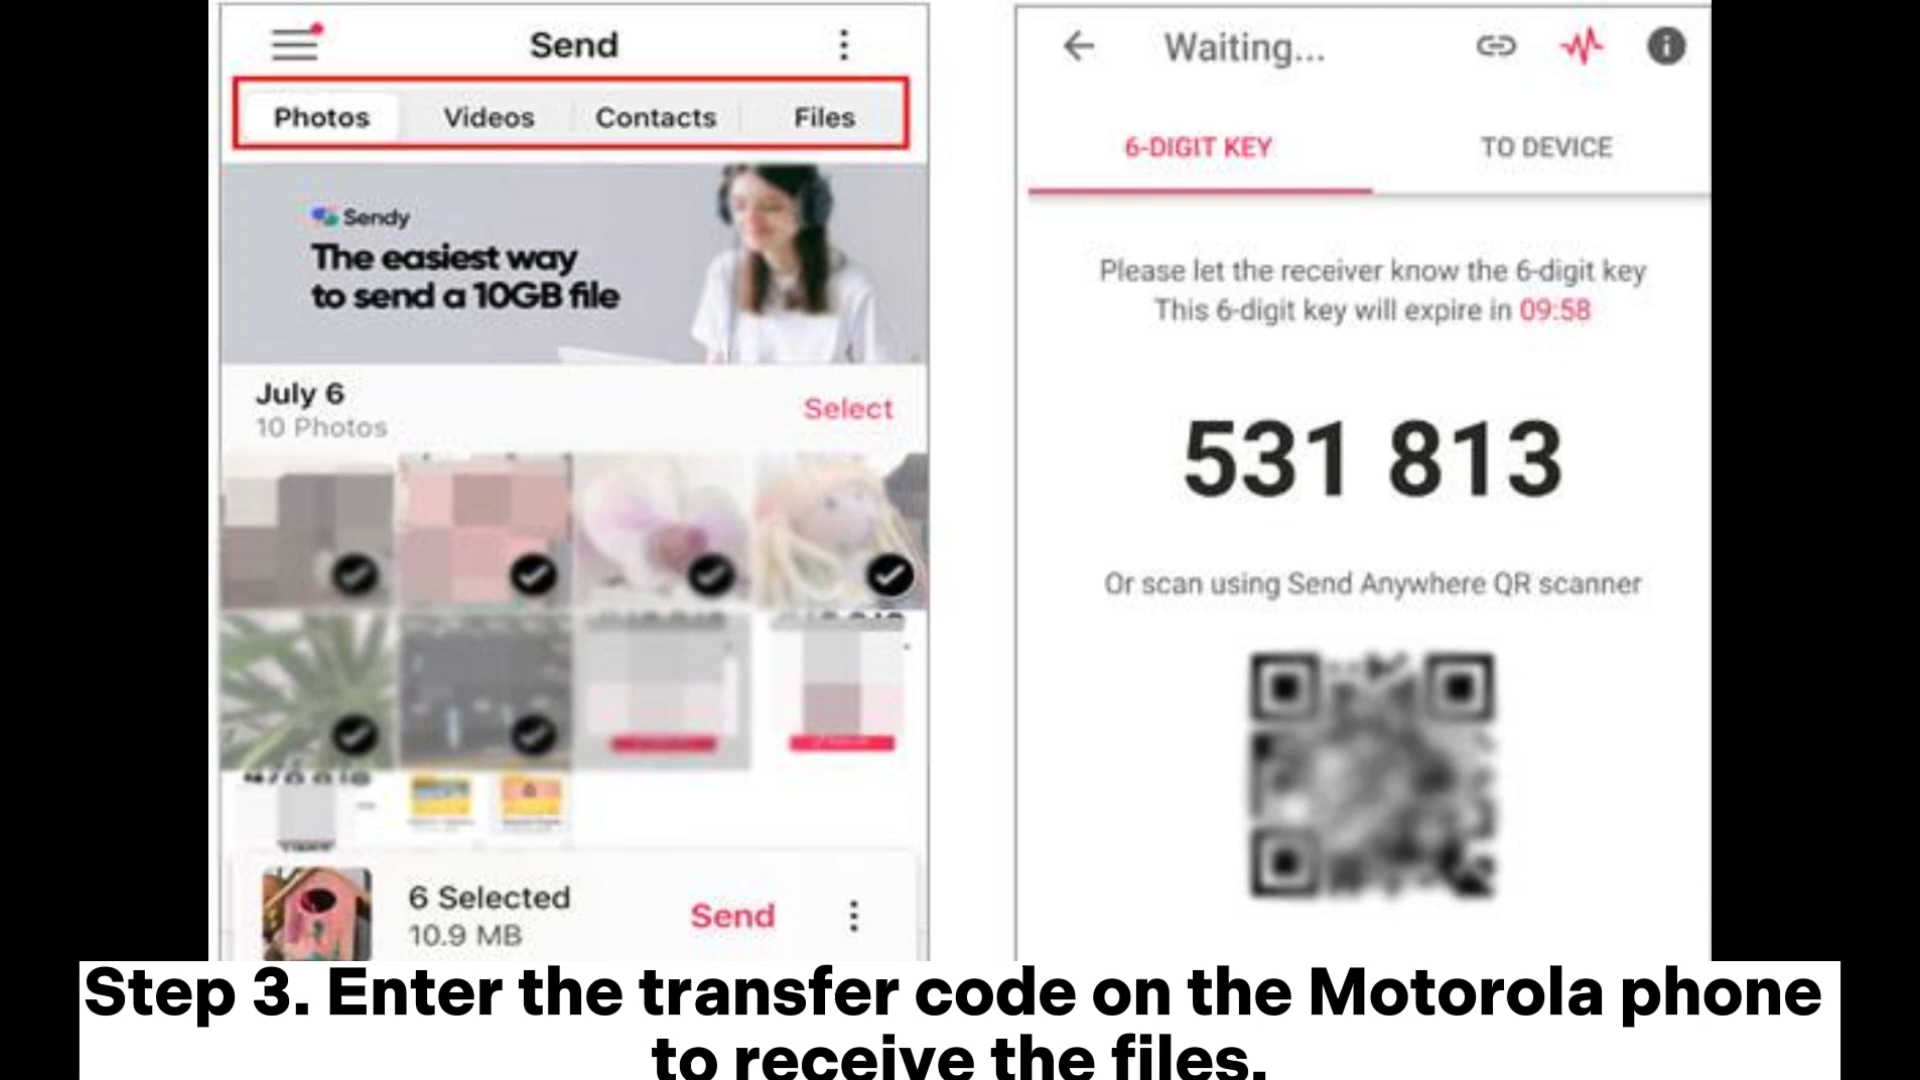 Send
Photos
Videos
Contacts
Files
Sendy
The easiest way
to send a 10GB file
July 6
10 Photos
Select
6 Selected
10.9 MB
Send
Waiting...
6-DIGIT KEY
TO DEVICE
Please let the receiver know the 6-digit key
This 6-digit key will expire in 09:58
531 813
Or scan using Send Anywhere QR scanner
Step 3. Enter the transfer code on the Motorola phone
to receive the files.